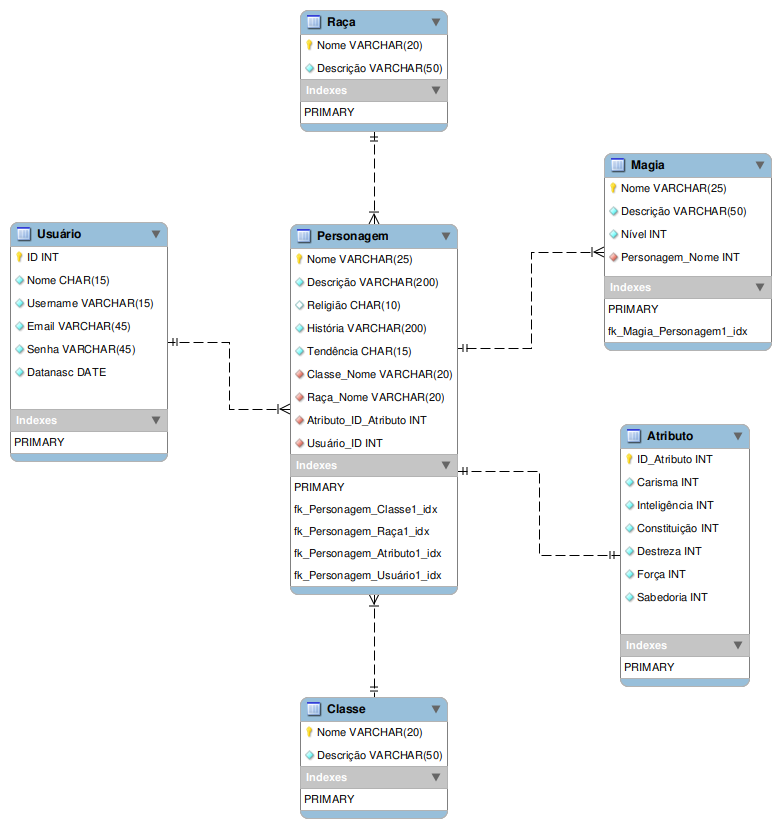 Raça
Nome VARCHAR(20)
Descrição VARCHAR(50)
Indexes
PRIMARY
Magia
Nome VARCHAR(25)
Descrição VARCHAR(50)
Nível INT
Personagem_Nome INT
Indexes
PRIMARY
fk_Magia_Personagem1_idx
Usuário
ID INT
Nome CHAR(15)
Username VARCHAR(15)
Email VARCHAR(45)
Senha VARCHAR(45)
Datanasc DATE
Indexes
PRIMARY
Personagem
Nome VARCHAR(25)
Descrição VARCHAR(200)
Religião CHAR(10)
História VARCHAR(200)
Tendência CHAR(15)
Classe_Nome VARCHAR(20)
Raça_Nome VARCHAR(20)
Atributo_ID_Atributo INT
Usuário_ID INT
Indexes
PRIMARY
fk_Personagem_Classe1_idx
fk_Personagem_Raça1_idx
fk_Personagem_Atributo1_idx
fk_Personagem_Usuário1_idx
Atributo
ID_Atributo INT
Carisma INT
Inteligência INT
Constituição INT
Destreza INT
Força INT
Sabedoria INT
Indexes
PRIMARY
Classe
Nome VARCHAR(20)
Descrição VARCHAR(50)
Indexes
PRIMARY